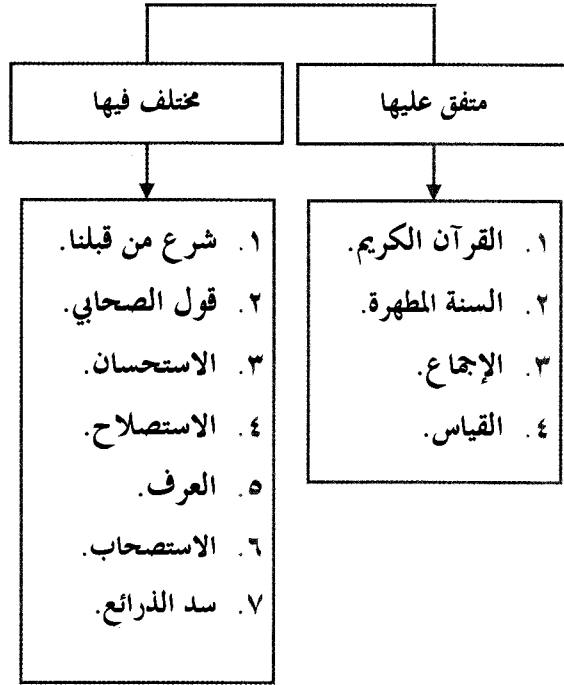 متفق عليها
١. القرآن الكريم.
٢. السنة المطهرة.
٣. الإجماع.
٤. القياس.
مختلف فيها
١. شرع من قبلنا.
٢. قول الصحابي.
٣. الاستحسان.
٤. الاستصلاح.
٥. العرف.
٦. الاستصحاب.
٧. سد الذرائع.